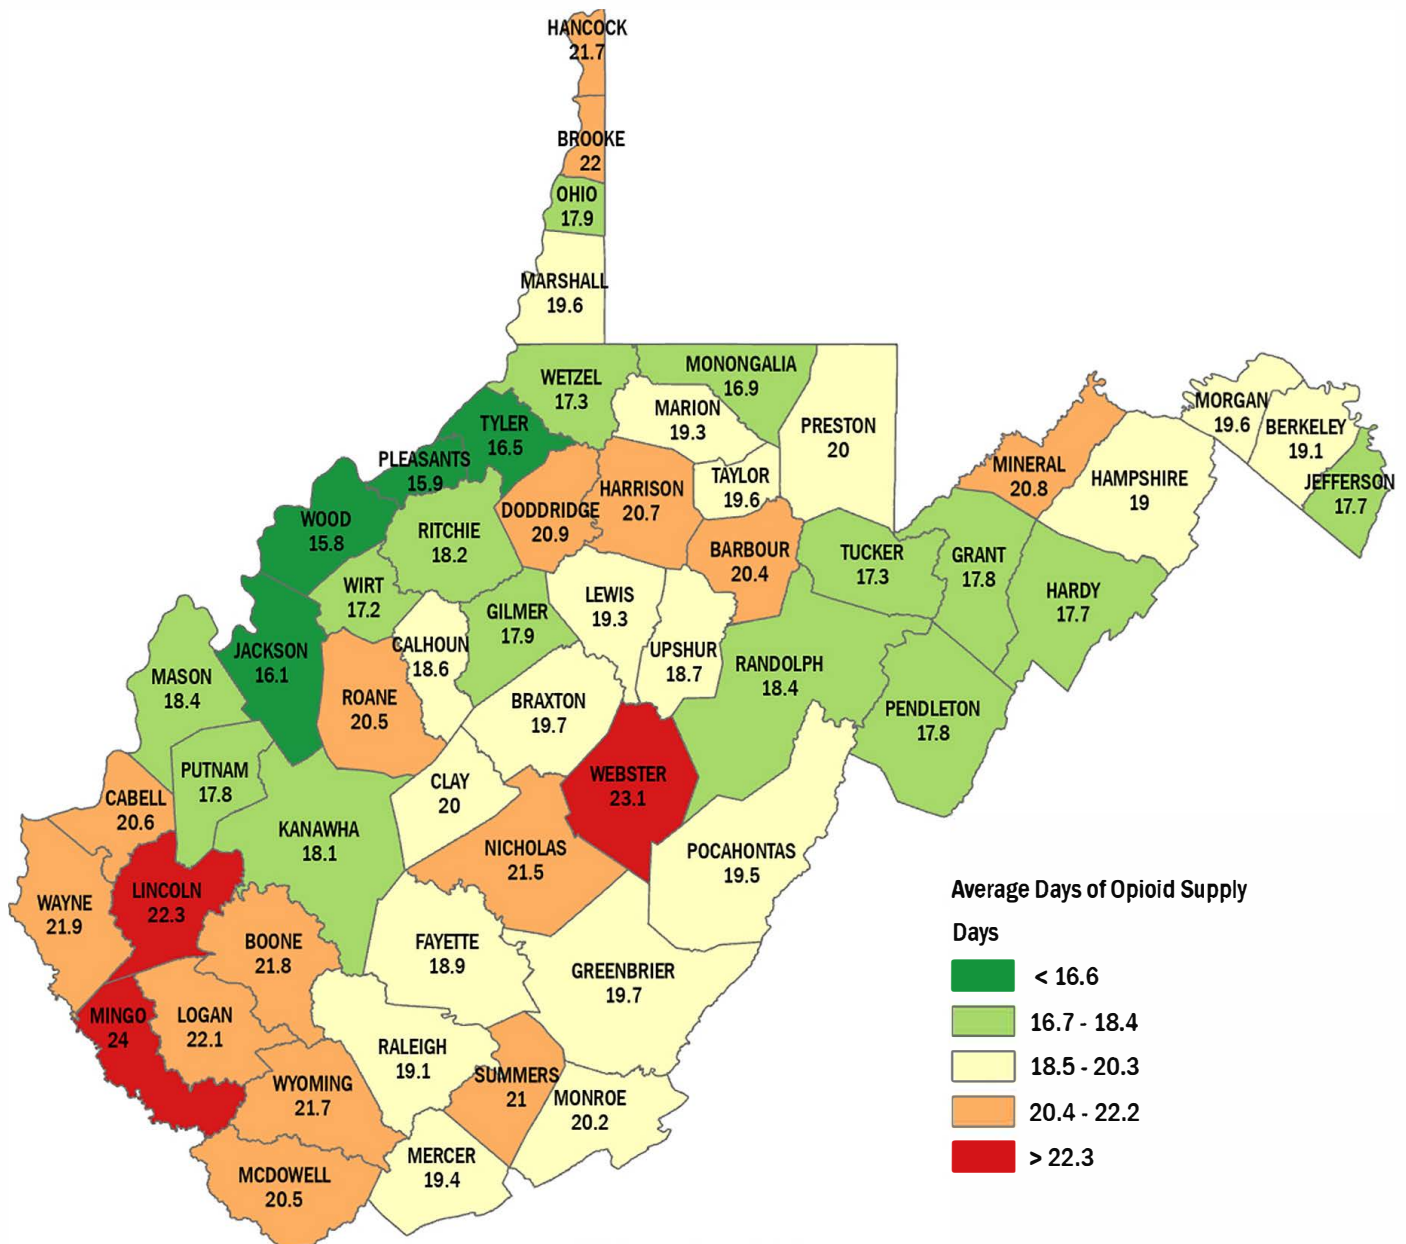 HANCOCK
21.7
BROOKE
22
OHIO
17.9
MARSHALL
19.6
WETZEL
17.3
MONONGALIA
16.9
MARION
19.3
PRESTON
20
TYLER
16.5
PLEASANTS
15.9
TAYLOR
19.6
HARRISON
20.7
DODDRIDGE
20.9
MINERAL
20.8
HAMPSHIRE
19
MORGAN
19.6
BERKELEY
19.1
JEFFERSON
17.7
WOOD
15.8
RITCHIE
18.2
BARBOUR
20.4
TUCKER
17.3
GRANT
17.8
HARDY
17.7
WIRT
17.2
GILMER
17.9
LEWIS
19.3
UPSHUR
18.7
CALHOUN
18.6
JACKSON
16.1
MASON
18.4
ROANE
20.5
BRAXTON
19.7
RANDOLPH
18.4
PENDLETON
17.8
PUTNAM
17.8
CLAY
20
WEBSTER
23.1
CABELL
20.6
KANAWHA
18.1
NICHOLAS
21.5
POCAHONTAS
19.5
WAYNE
21.9
LINCOLN
22.3
BOONE
21.8
FAYETTE
18.9
GREENBRIER
19.7
MINGO
24
LOGAN
22.1
RALEIGH
19.1
SUMMERS
21
WYOMING
21.7
MONROE
20.2
MERCER
19.4
MCDOWELL
20.5
Average Days of Opioid Supply
Days
< 16.6
16.7 - 18.4
18.5 - 20.3
20.4 - 22.2
> 22.3